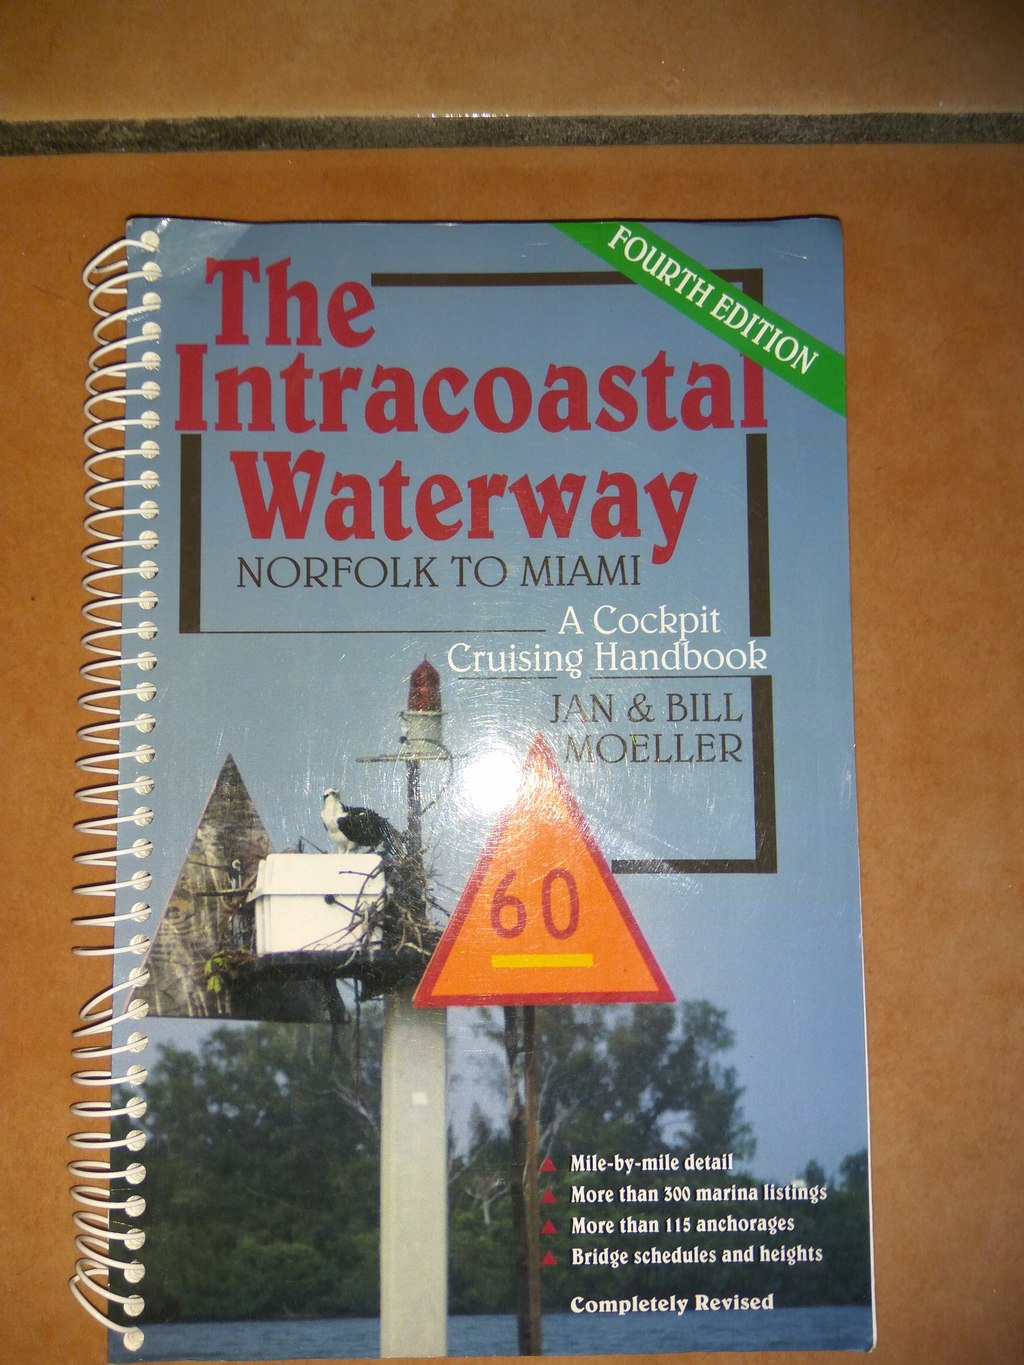 FOURTH EDITION
The
Intracoastal
Waterway
NORFOLK TO MIAMI
A Cockpit
Cruising Handbook
JAN & BILL
MOELLER
60
Mile-by-mile detail
More than 300 marina listings
More than 115 anchorages
Bridge schedules and heights
Completely Revised